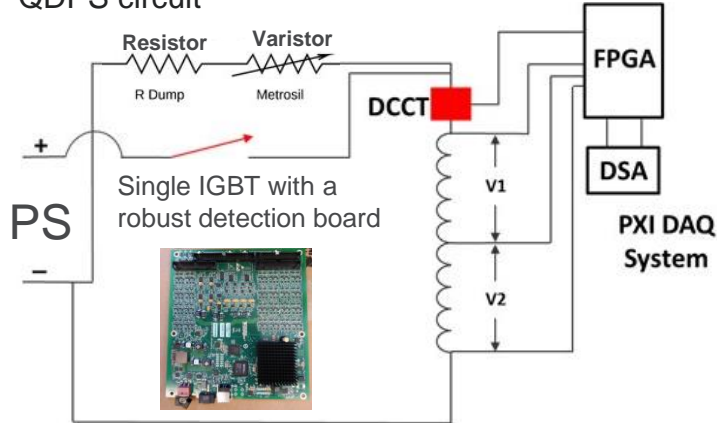 QDPS circuit
Resistor
Varistor
R Dump
Metrosil
DCCT
FPGA
DSA
PXI DAQ
System
+
PS
−
Single IGBT with a
robust detection board
V1
V2